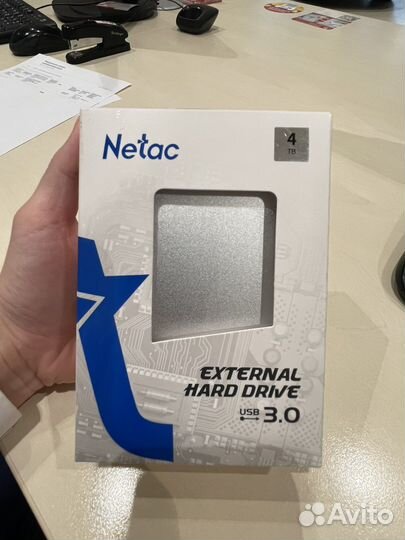 Netac
4
TB
EXTERNAL
HARD DRIVE
USB 3.0
Avito